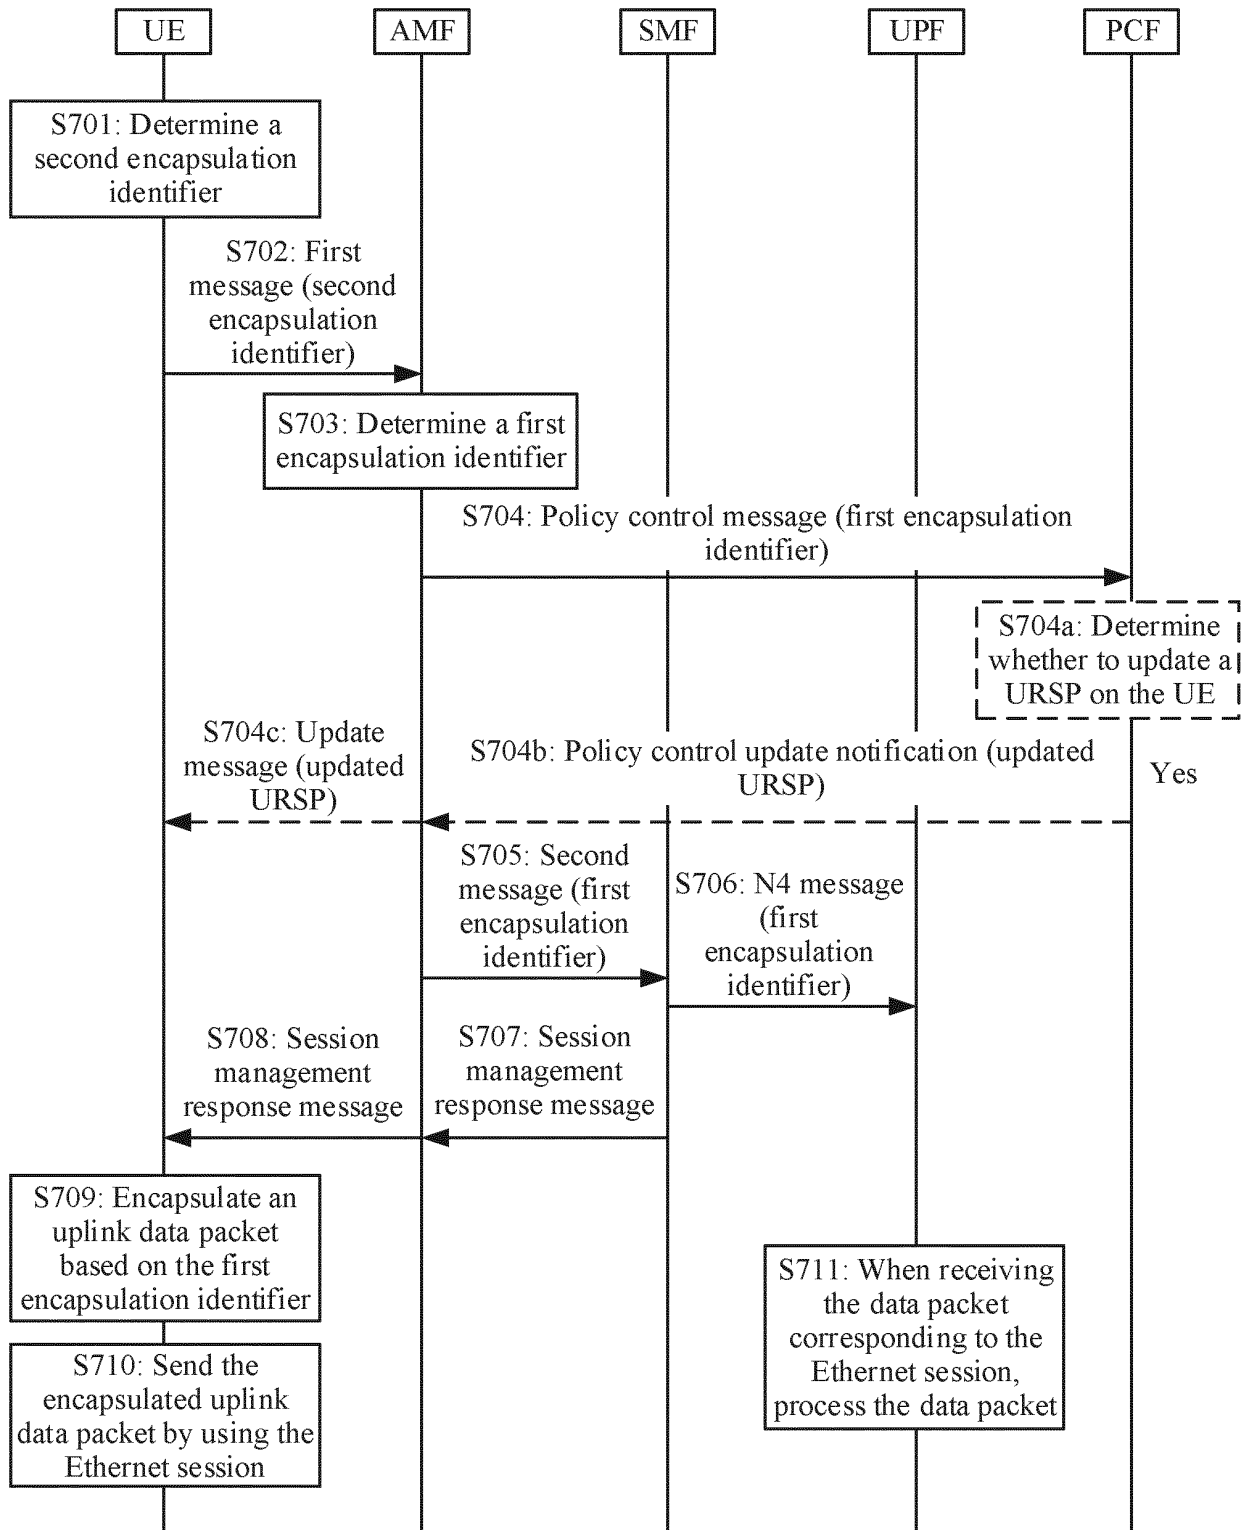 UE
AMF
SMF
UPF
PCF
S701: Determine a
second encapsulation
identifier
S702: First
message (second
encapsulation
identifier)
S703: Determine a first
encapsulation identifier
S704: Policy control message (first encapsulation
identifier)
S704a: Determine
whether to update a
URSP on the UE
S704c: Update
message (updated
URSP)
S704b: Policy control update notification (updated
URSP)
Yes
S705: Second
message (first
encapsulation
identifier)
S706: N4 message
(first
encapsulation
identifier)
S708: Session
management
response message
S707: Session
management
response message
S709: Encapsulate an
uplink data packet
based on the first
encapsulation identifier
S711: When receiving
the data packet
corresponding to the
Ethernet session,
process the data packet
S710: Send the
encapsulated uplink
data packet by using the
Ethernet session